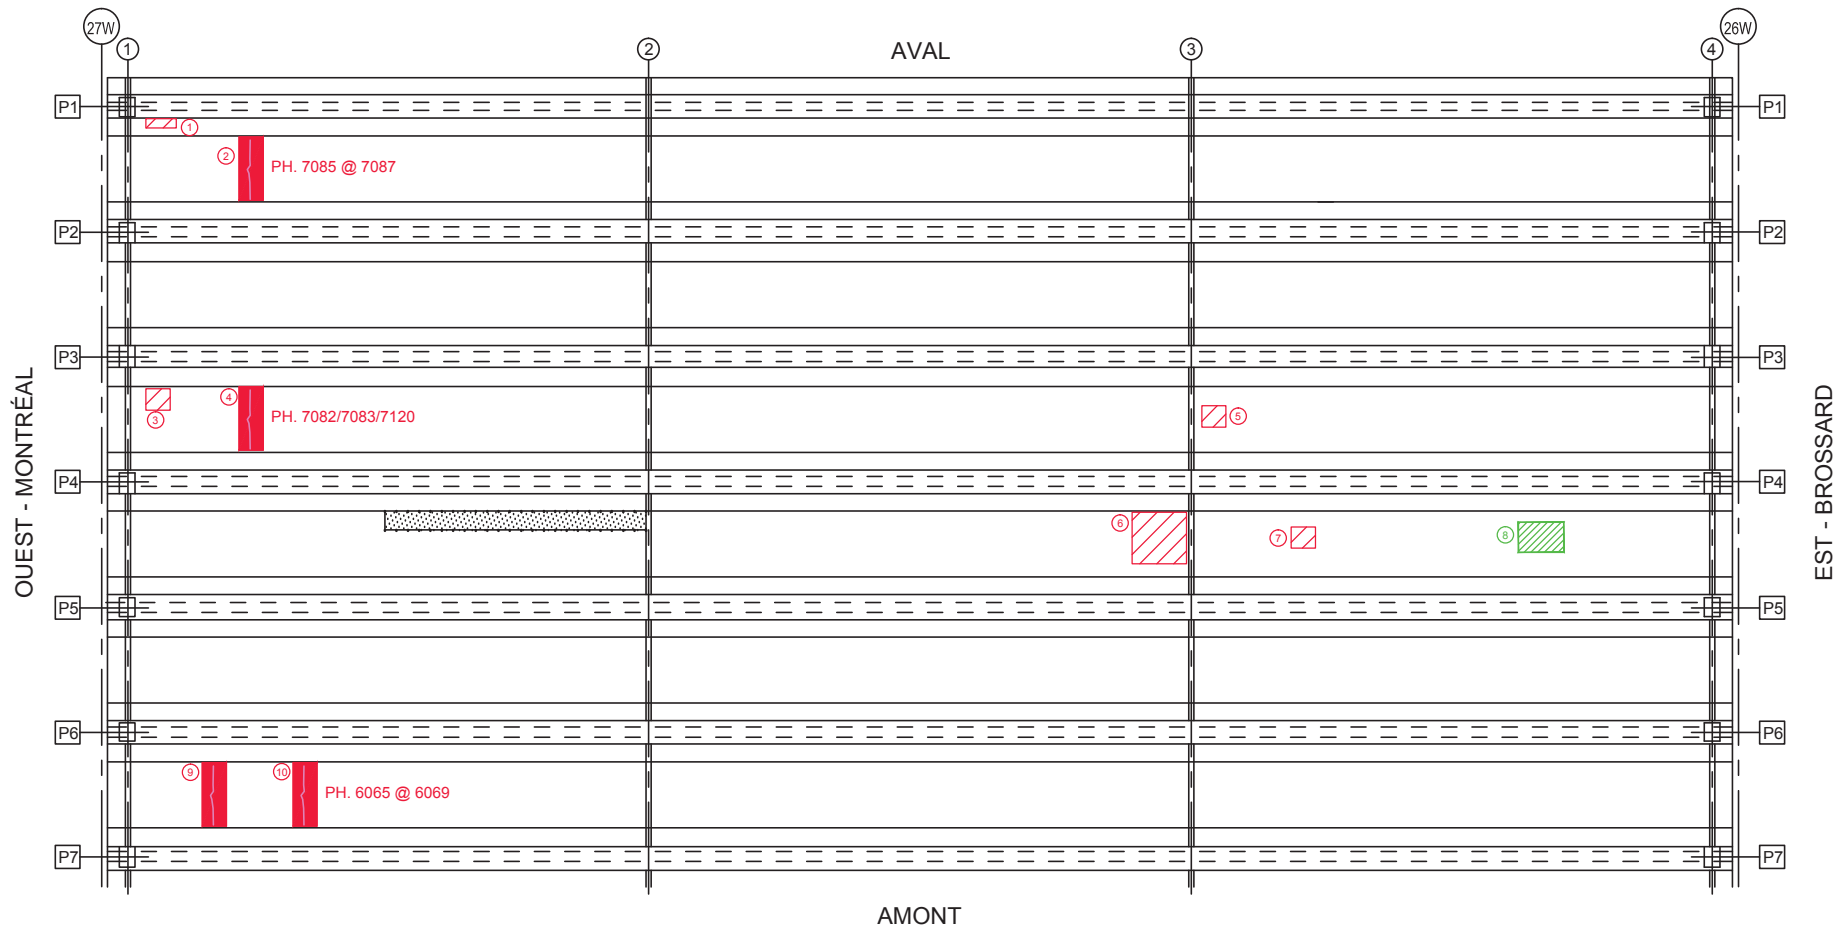 27W
26W
1
2
AVAL
3
4
P1
P1
1
2
PH. 7085 @ 7087
P2
P2
P3
P3
OUEST - MONTRÉAL
EST - BROSSARD
3
4
PH. 7082/7083/7120
5
P4
P4
6
7
8
P5
P5
P6
P6
9
10
PH. 6065 @ 6069
P7
P7
AMONT